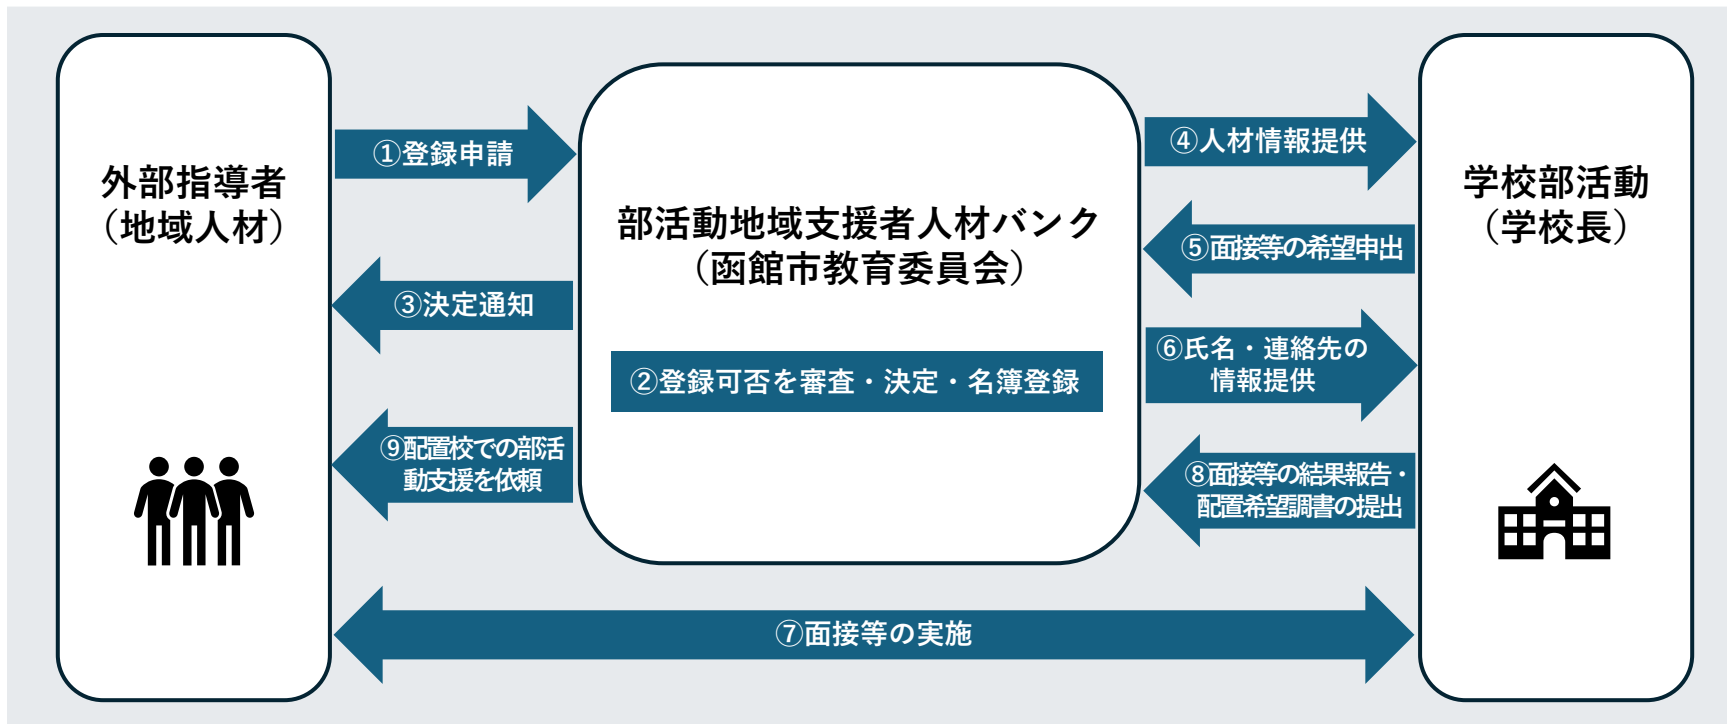 外部指導者
（地域人材）
①登録申請
③決定通知
⑨配置校での部活
動支援を依頼
部活動地域支援者人材バンク
（函館市教育委員会）
②登録可否を審査・決定・名簿登録
④人材情報提供
⑤面接等の希望申出
⑥氏名・連絡先の
情報提供
⑧面接等の結果報告・
配置希望調書の提出
学校部活動
（学校長）
⑦面接等の実施